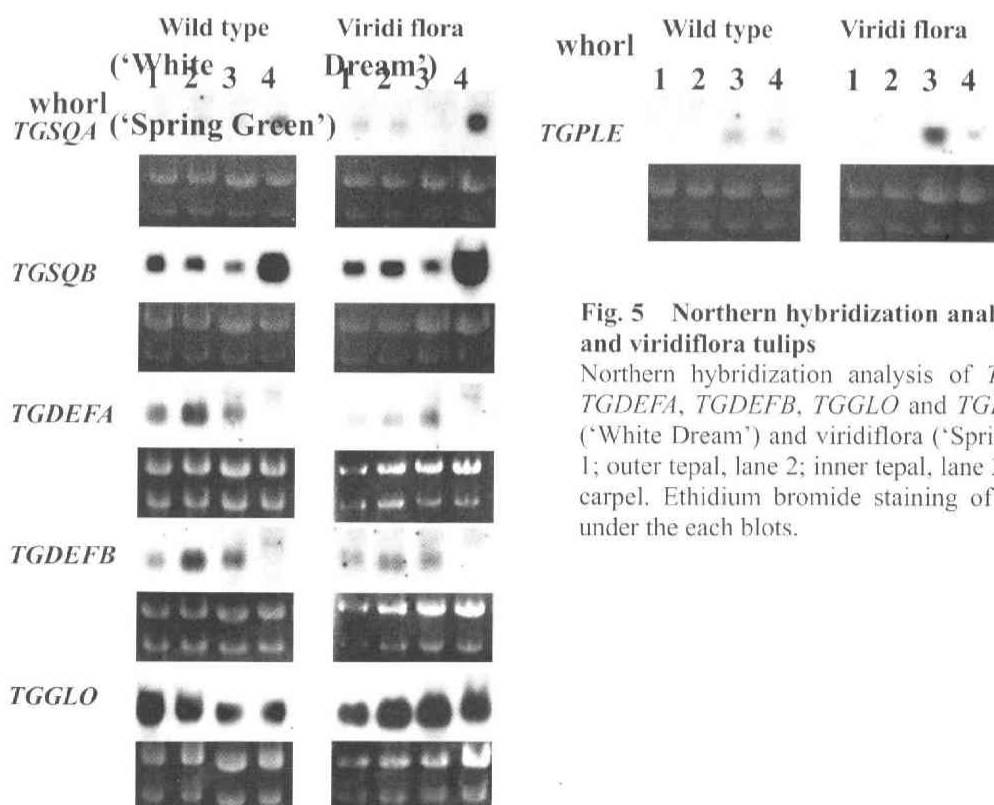 Wild type Viridi flora
(‘White Dream’)
1 2 3 4 1 2 3 4
whorl
TGSQA (‘Spring Green’)
TGSQB
TGDEFA
TGDEFB
TGGLO
Wild type Viridi flora
whorl
1 2 3 4 1 2 3 4
TGPLE
Fig. 5 Northern hybridization anal
and viridiflora tulips
Northern hybridization analysis of
TGDEFA, TGDEFB, TGGLO and TG
(‘White Dream’) and viridiflora (‘Spri
1; outer tepal, lane 2; inner tepal, lane
carpel. Ethidium bromide staining of
under the each blots.